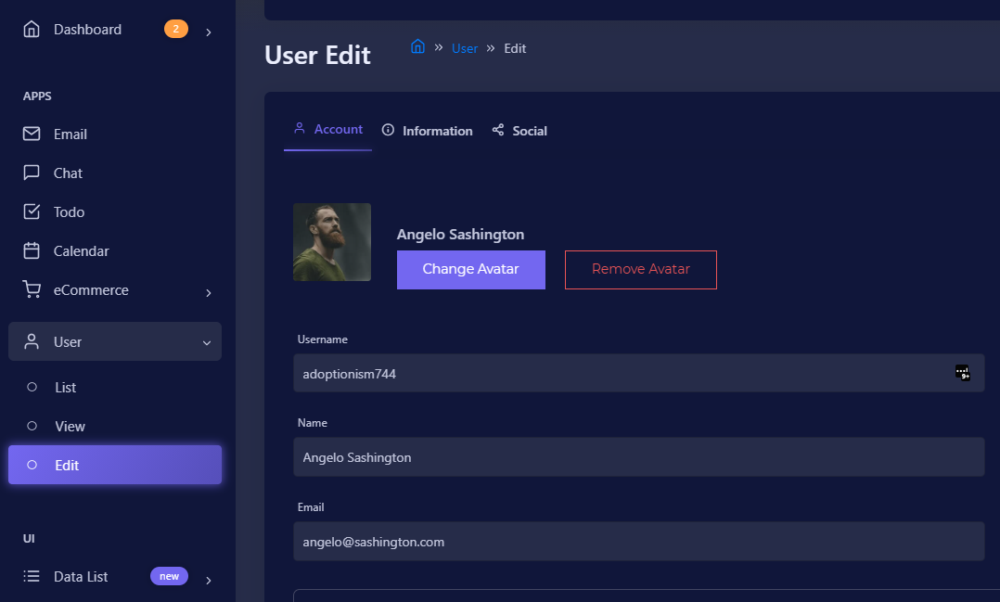 Dashboard 2
APPS
Email
Chat
Todo
Calendar
eCommerce
User
List
View
Edit
UI
Data List new
User Edit
» User » Edit
Account Information Social
Angelo Sashington
Change Avatar Remove Avatar
Username
adoptionism744
9+
Name
Angelo Sashington
Email
angelo@sashington.com